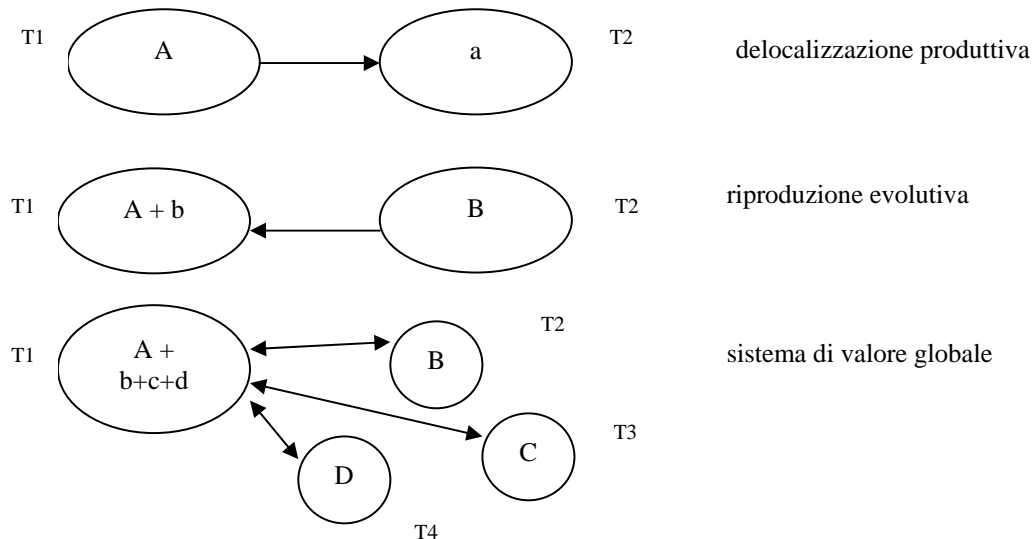 T1 A a T2 delocalizzazione produttiva
T1 A + b B T2 riproduzione evolutiva
T2
T1 A + B sistema di valore globale
b+c+d
T3
C
D
T4